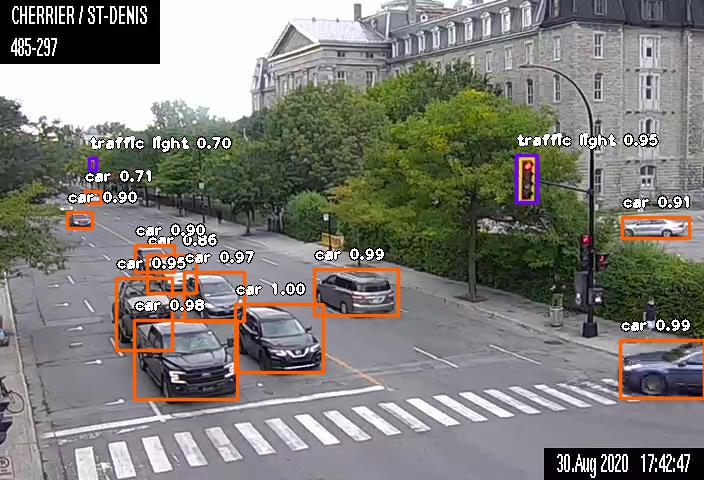 CHERRIER / ST-DENIS
485-297
traffic light 0.70
traffic light 0.95
car 0.71
car 0.90
car 0.91
car 0.90
car 0.86
car 0.95
car 0.97
car 0.99
car 1.00
car 0.98
car 0.99
30.Aug 2020 17:42:47